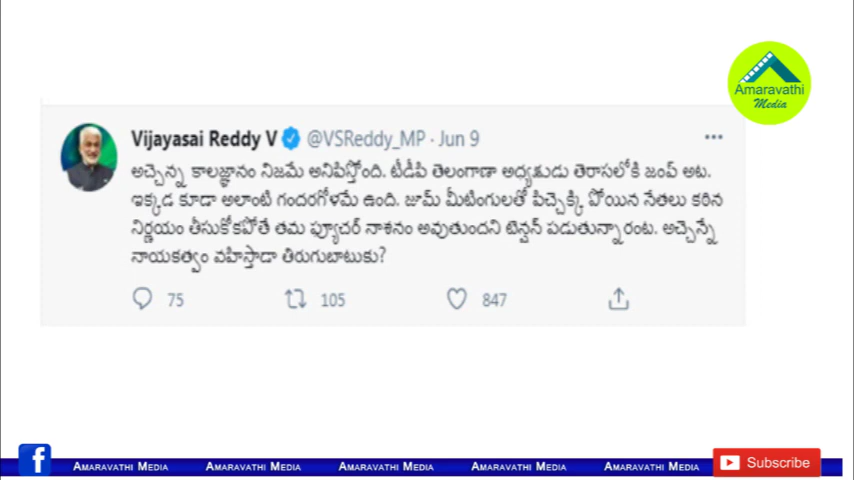 Amaravathi
Media
Vijayasai Reddy V @VSReddy_MP · Jun 9
అచ్చెన్న కాలజ్ఞానం నిజమే అనిపిస్తోంది. టీడీపి తెలంగాణా అధ్యక్షుడు తెరాసలోకి జంప్ అట.
ఇక్కడ కూడా అలాంటి గందరగోళమే ఉంది. జూమ్ మీటింగులతో పిచ్చెక్కి పోయిన నేతలు కఠిన
నిర్ణయం తీసుకోకపోతే తమ ఫ్యూచర్ నాశనం అవుతుందని టెన్షన్ పడుతున్నారంట. అచ్చెన్నే
నాయకత్వం వహిస్తాడా తిరుగుబాటుకు?
75 105 847
f AMARAVATHI MEDIA AMARAVATHI MEDIA AMARAVATHI MEDIA AMARAVATHI MEDIA AMARAVATHI MEDIA Subscribe